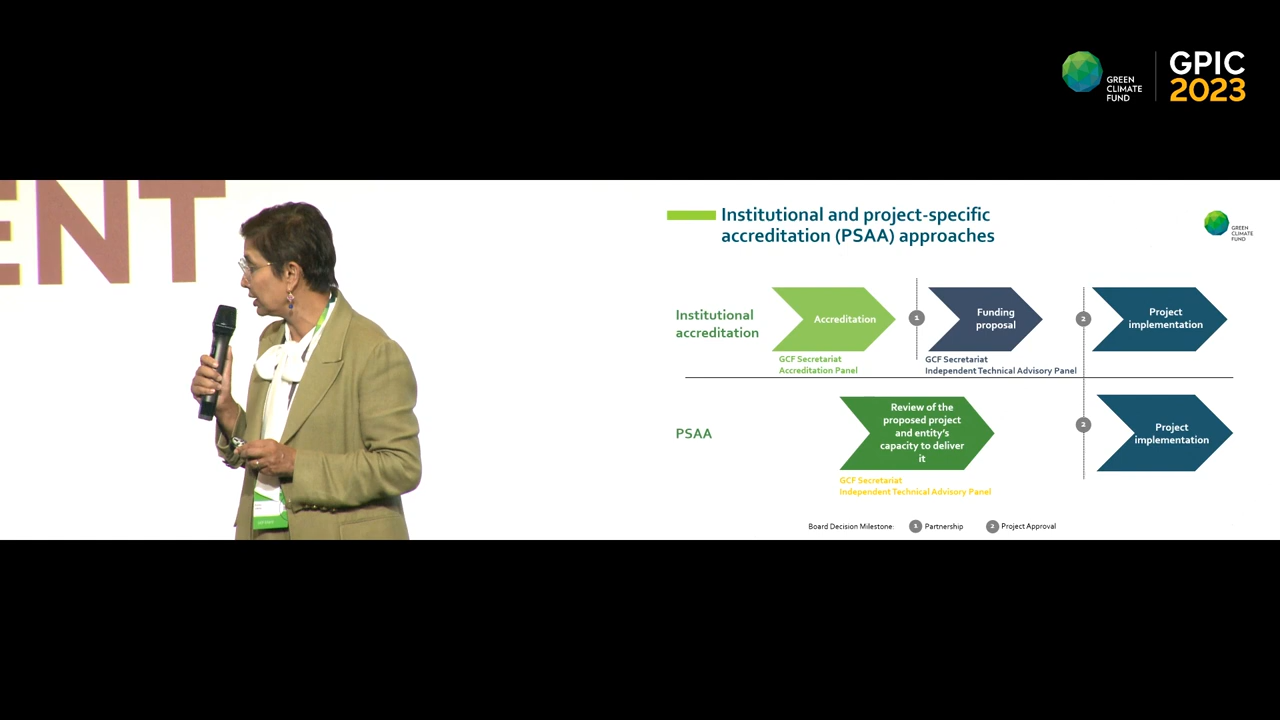 GREEN
CLIMATE
FUND
GPIC
2023
ENT
Institutional and project-specific
accreditation (PSAA) approaches
GREEN
CLIMATE
FUND
Institutional
accreditation
Accreditation
1
Funding
proposal
2
Project
implementation
GCF Secretariat
Accreditation Panel
GCF Secretariat
Independent Technical Advisory Panel
PSAA
Review of the
proposed project
and entity's
capacity to deliver
it
2
Project
implementation
GCF Secretariat
Independent Technical Advisory Panel
Board Decision Milestone: 1 Partnership 2 Project Approval